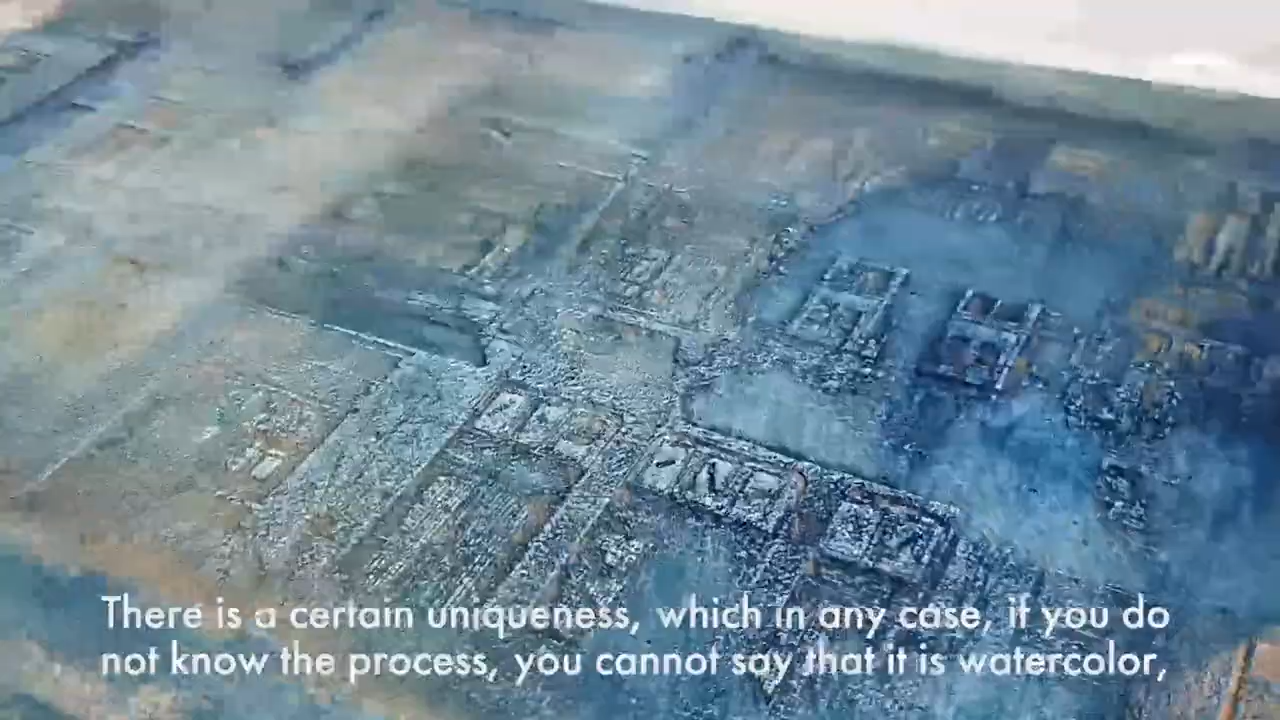 There is a certain uniqueness, which in any case, if you do
not know the process, you cannot say that it is watercolor,